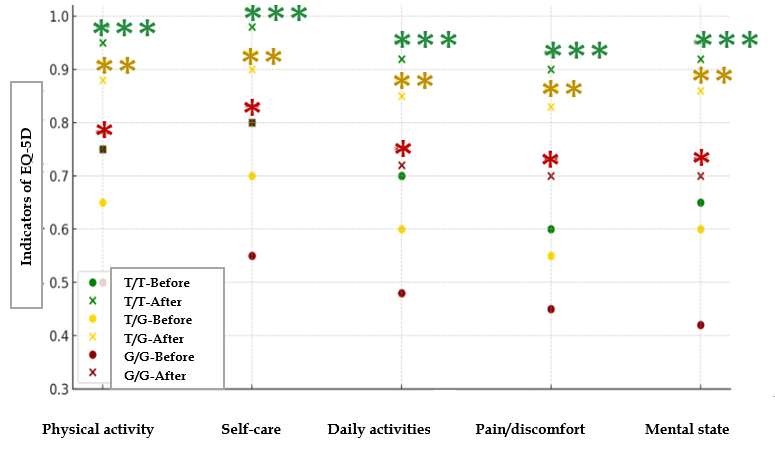 1.0
***
***
***
***
***
**
**
**
**
**
0.9
*
*
*
*
*
0.8
0.7
0.6
0.5
0.4
0.3
Indicators of EQ-5D
T/T-Before
T/T-After
T/G-Before
T/G-After
G/G-Before
G/G-After
Physical activity Self-care Daily activities Pain/discomfort Mental state